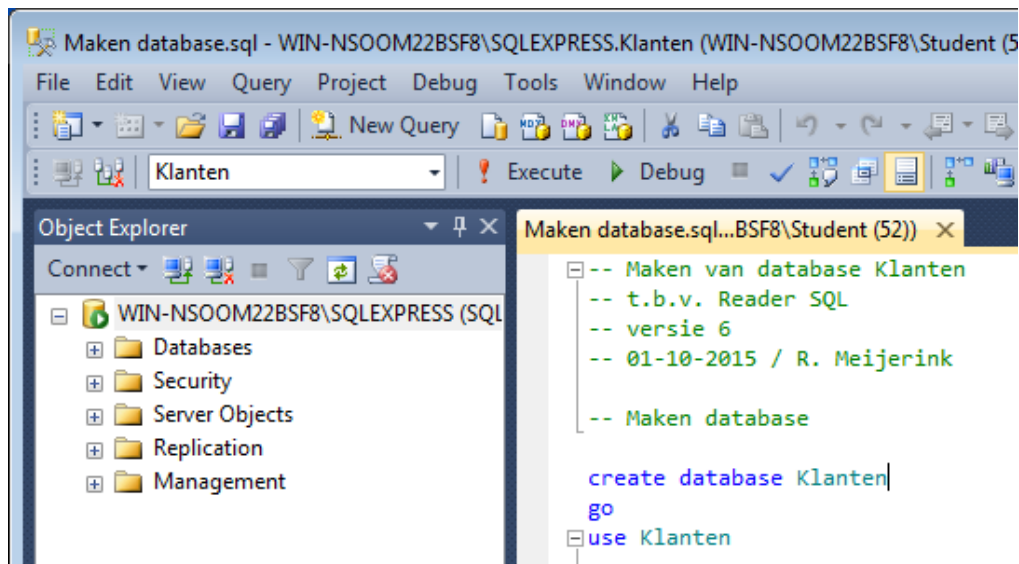 Maken database.sql - WIN-NSOOM22BSF8\SQLEXPRESS.Klanten (WIN-NSOOM22BSF8\Student (5
File Edit View Query Project Debug Tools Window Help
New Query
Klanten Execute Debug
Object Explorer
Maken database.sql...BSF8\Student (52))
Connect
WIN-NSOOM22BSF8\SQLEXPRESS (SQL
Databases
Security
Server Objects
Replication
Management
-- Maken van database Klanten
-- t.b.v. Reader SQL
-- versie 6
-- 01-10-2015 / R. Meijerink
-- Maken database
create database Klanten
go
use Klanten